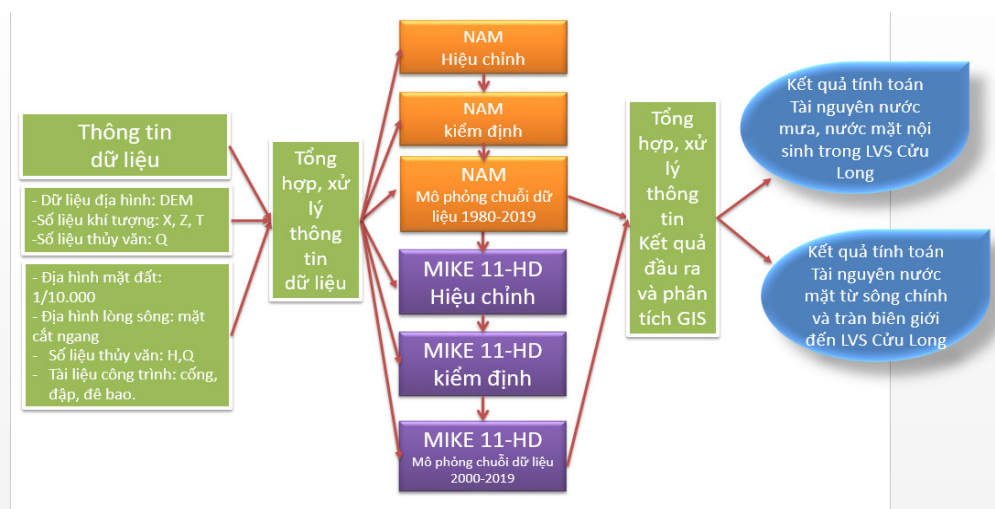 Thông tin
dữ liệu
- Dữ liệu địa hình: DEM
-Số liệu khí tượng: X, Z, T
-Số liệu thủy văn: Q
- Địa hình mặt đất:
1/10.000
- Địa hình lòng sông: mặt
cắt ngang
- Số liệu thủy văn: H,Q
- Tài liệu công trình: cống,
đập, đê bao.
Tổng
hợp, xử
lý
thông
tin
dữ liệu
NAM
Hiệu chỉnh
NAM
kiểm định
NAM
Mô phỏng chuỗi dữ
liệu 1980-2019
MIKE 11-HD
Hiệu chỉnh
MIKE 11-HD
kiểm định
MIKE 11-HD
Mô phỏng chuỗi dữ liệu
2000-2019
Tổng
hợp, xử
lý
thông
tin
Kết quả
đầu ra
và phân
tích GIS
Kết quả tính toán
Tài nguyên nước
mưa, nước mặt nội
sinh trong LVS Cửu
Long
Kết quả tính toán
Tài nguyên nước
mặt từ sông chính
và tràn biên giới
đến LVS Cửu Long